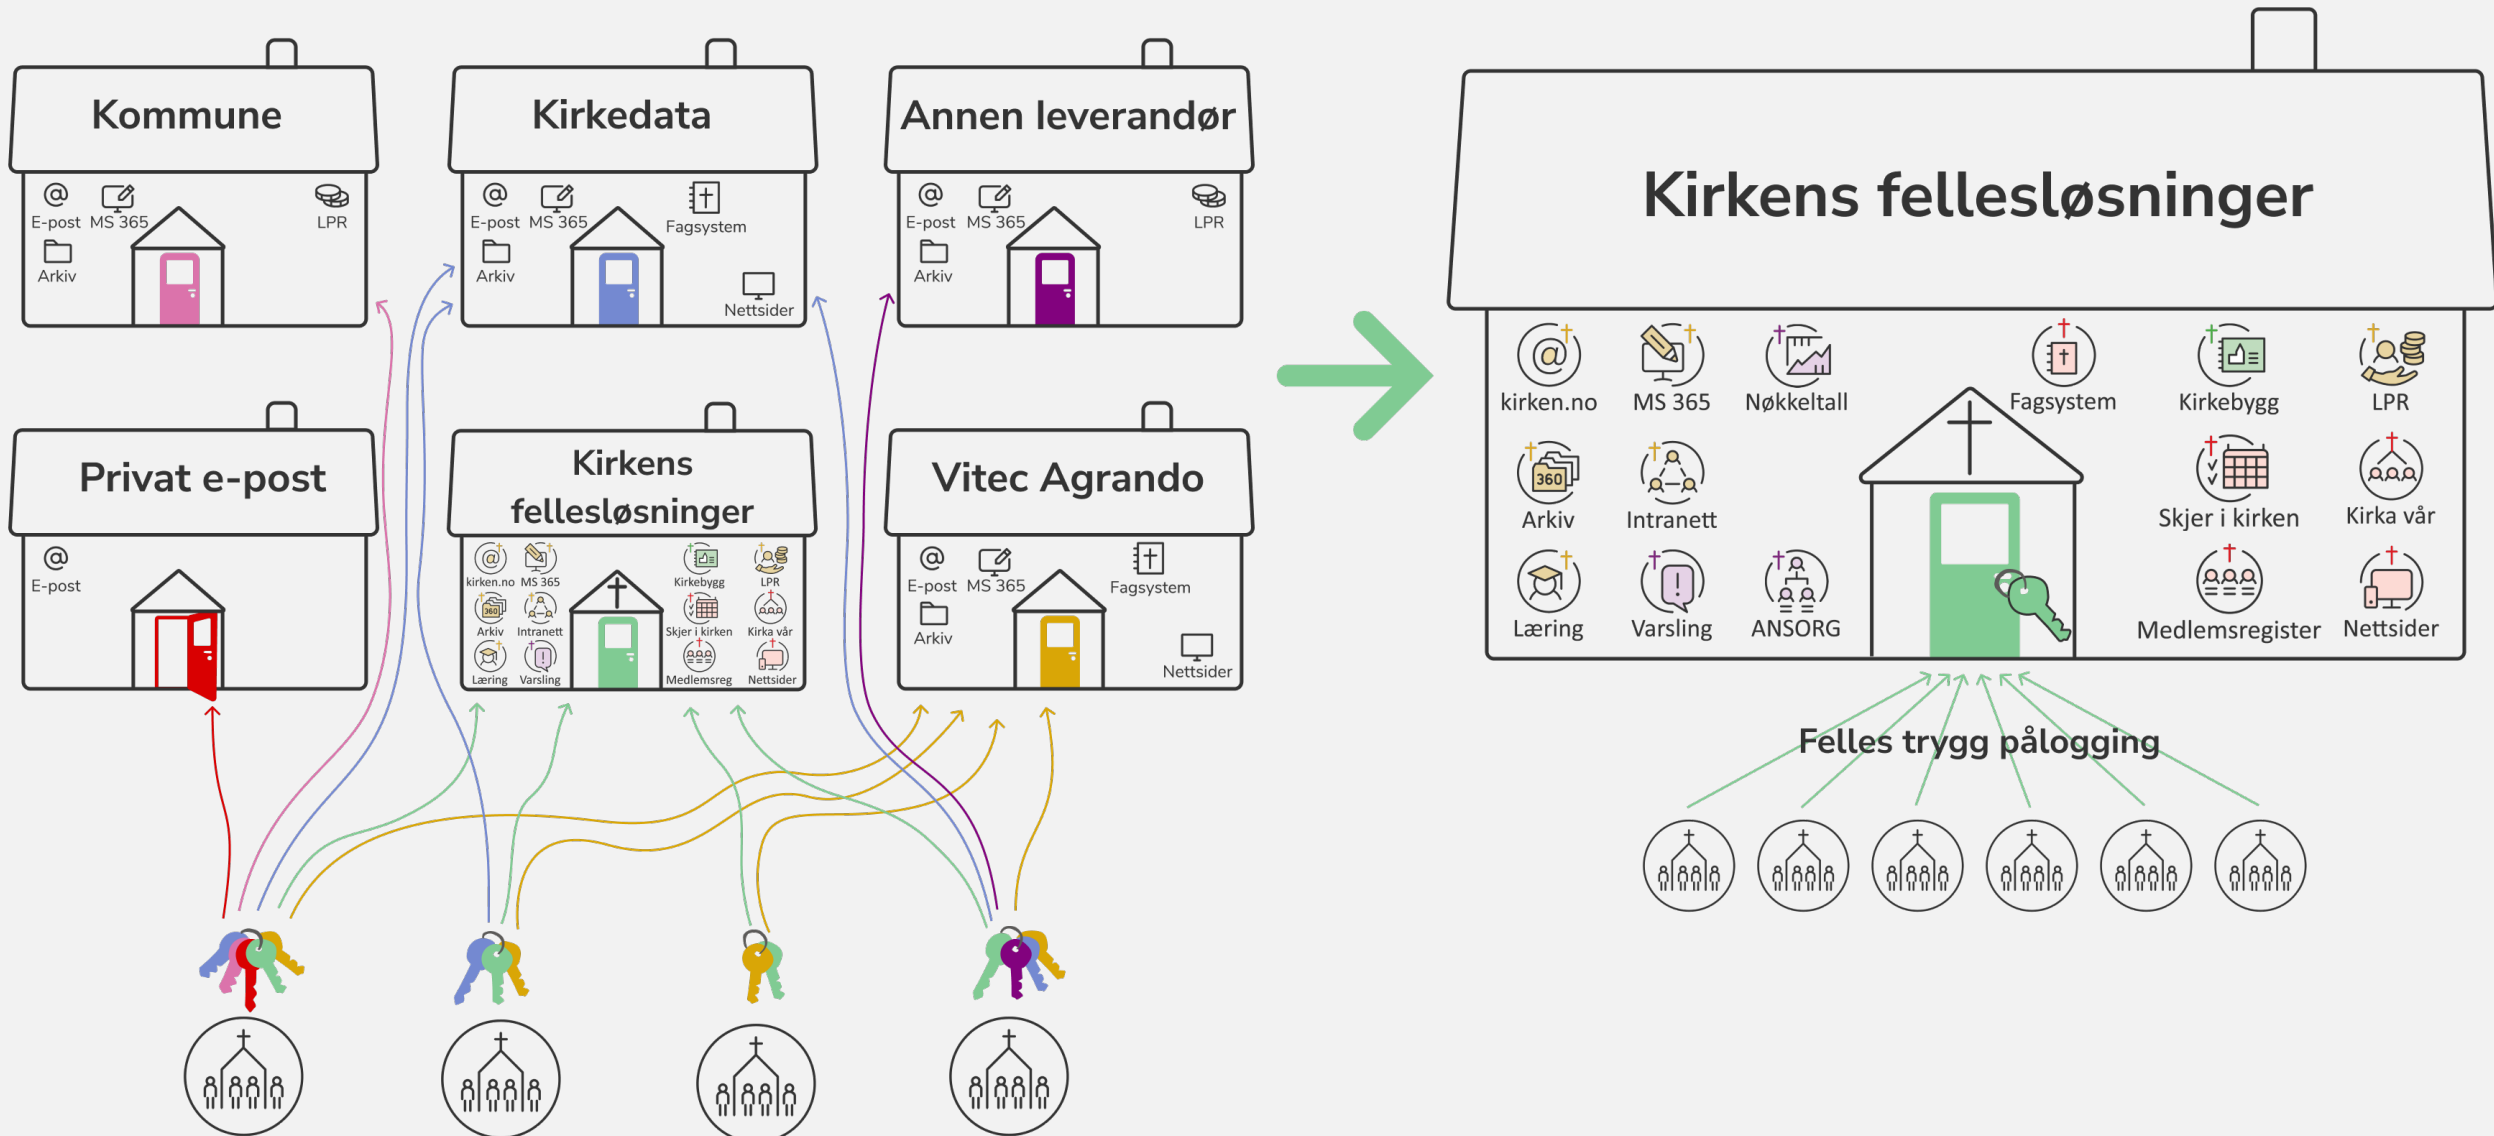 Kommune
E-post MS 365 LPR
Arkiv
Kirkedata
E-post MS 365 Fagsystem
Arkiv
Nettsider
Annen leverandør
E-post MS 365 LPR
Arkiv
Privat e-post
E-post
Kirkens
fellesløsninger
kirken.no MS 365 Kirkebygg LPR
360
Arkiv Intranett Skjer i kirken Kirka vår
Læring Varsling Medlemsreg Nettsider
Vitec Agrando
E-post MS 365 Fagsystem
Arkiv
Nettsider
Kirkens fellesløsninger
kirken.no MS 365 Nøkkeltall Fagsystem Kirkebygg LPR
360
Arkiv Intranett Skjer i kirken Kirka vår
Læring Varsling ANSORG Medlemsregister Nettsider
Felles trygg pålogging